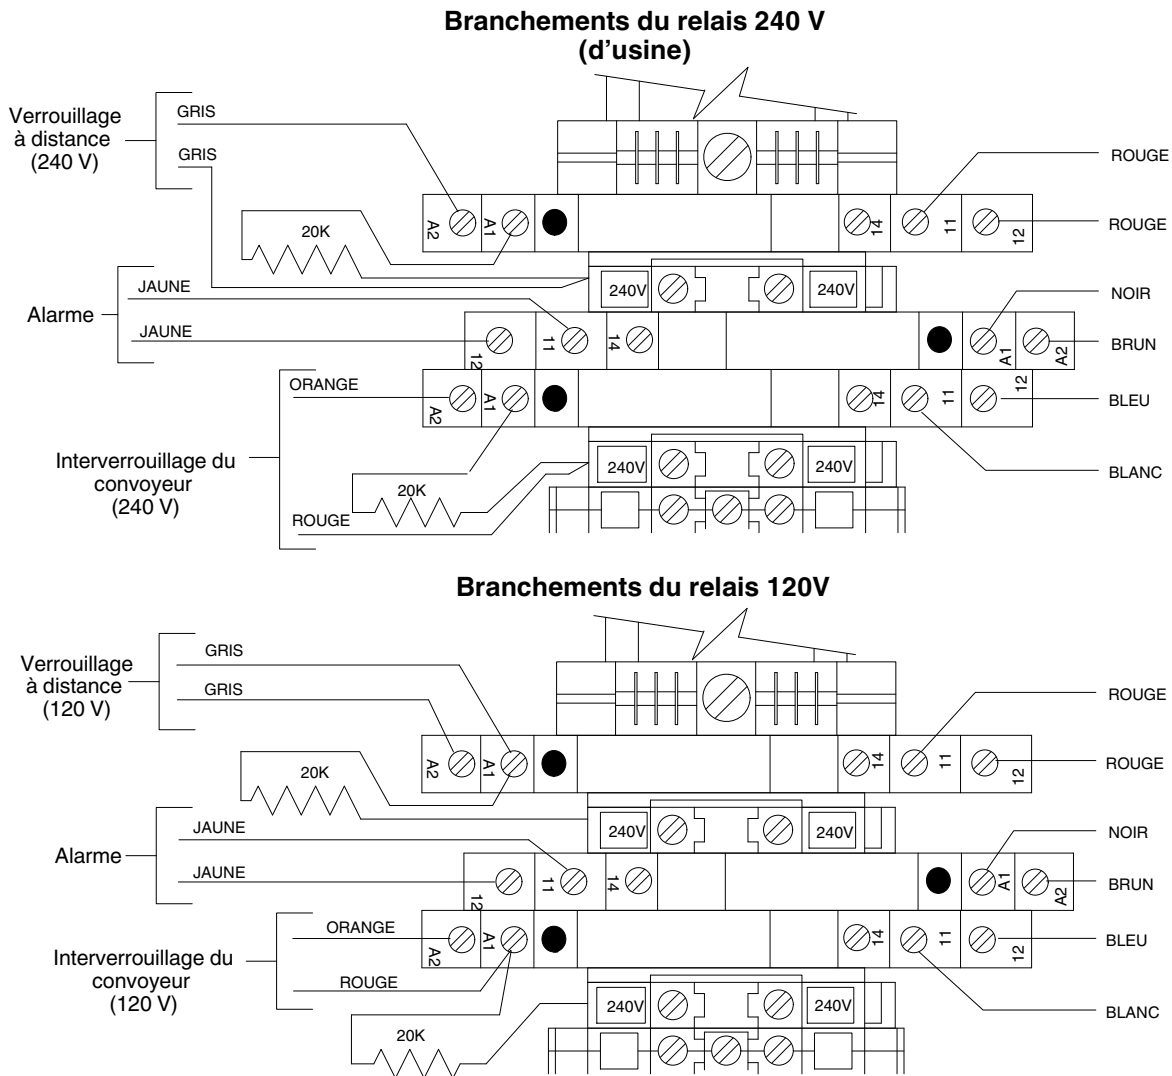 Branchements du relais 240 V
(d'usine)
Verrouillage
à distance
(240 V)
GRIS
GRIS
ROUGE
A2
A1
14
11
12
ROUGE
20K
240V
240V
Alarme
JAUNE
JAUNE
NOIR
12
11
14
A1
A2
BRUN
ORANGE
A2
A1
14
11
12
BLEU
Interverrouillage du
convoyeur
(240 V)
240V
240V
BLANC
20K
ROUGE
Branchements du relais 120V
Verrouillage
à distance
(120 V)
GRIS
GRIS
ROUGE
A2
A1
14
11
12
ROUGE
20K
240V
240V
Alarme
JAUNE
JAUNE
NOIR
12
11
14
A1
A2
BRUN
ORANGE
A2
A1
14
11
12
BLEU
Interverrouillage du
convoyeur
(120 V)
ROUGE
240V
240V
BLANC
20K